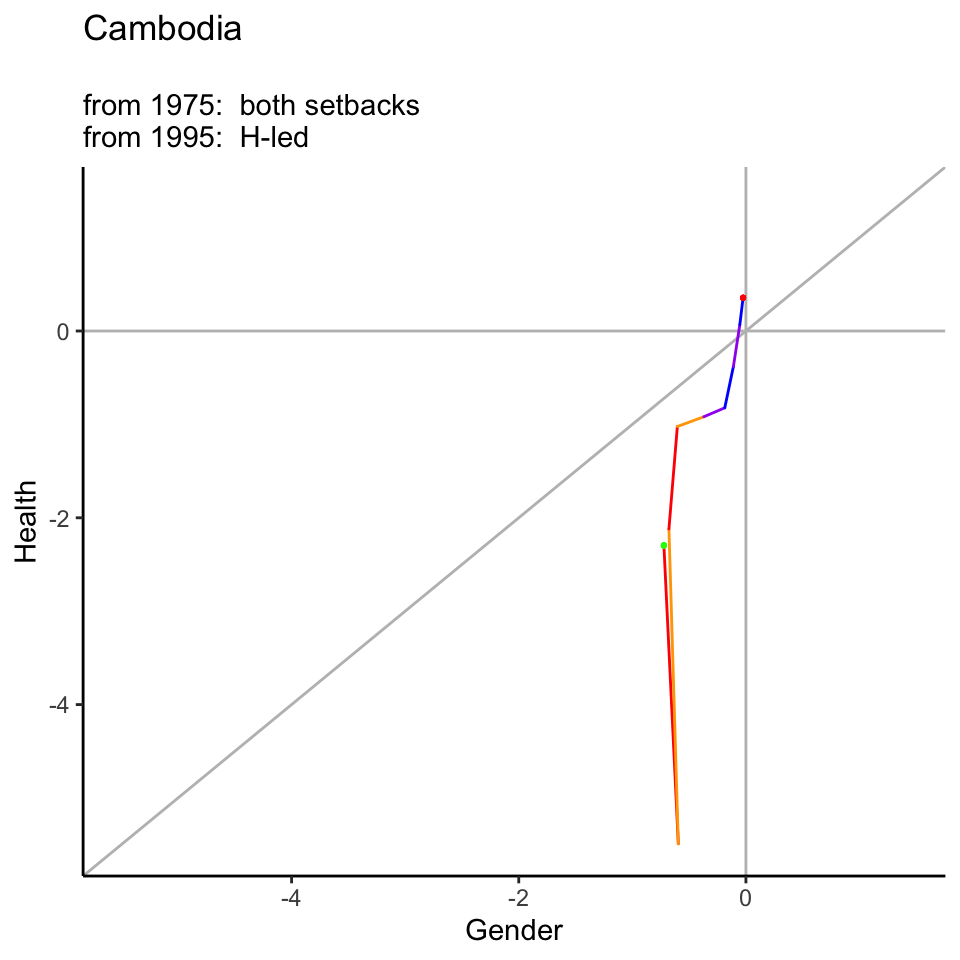 Cambodia
from 1975:  both setbacks
from 1995:  H-led
0
-2
-4
Health
-4
-2
0
Gender